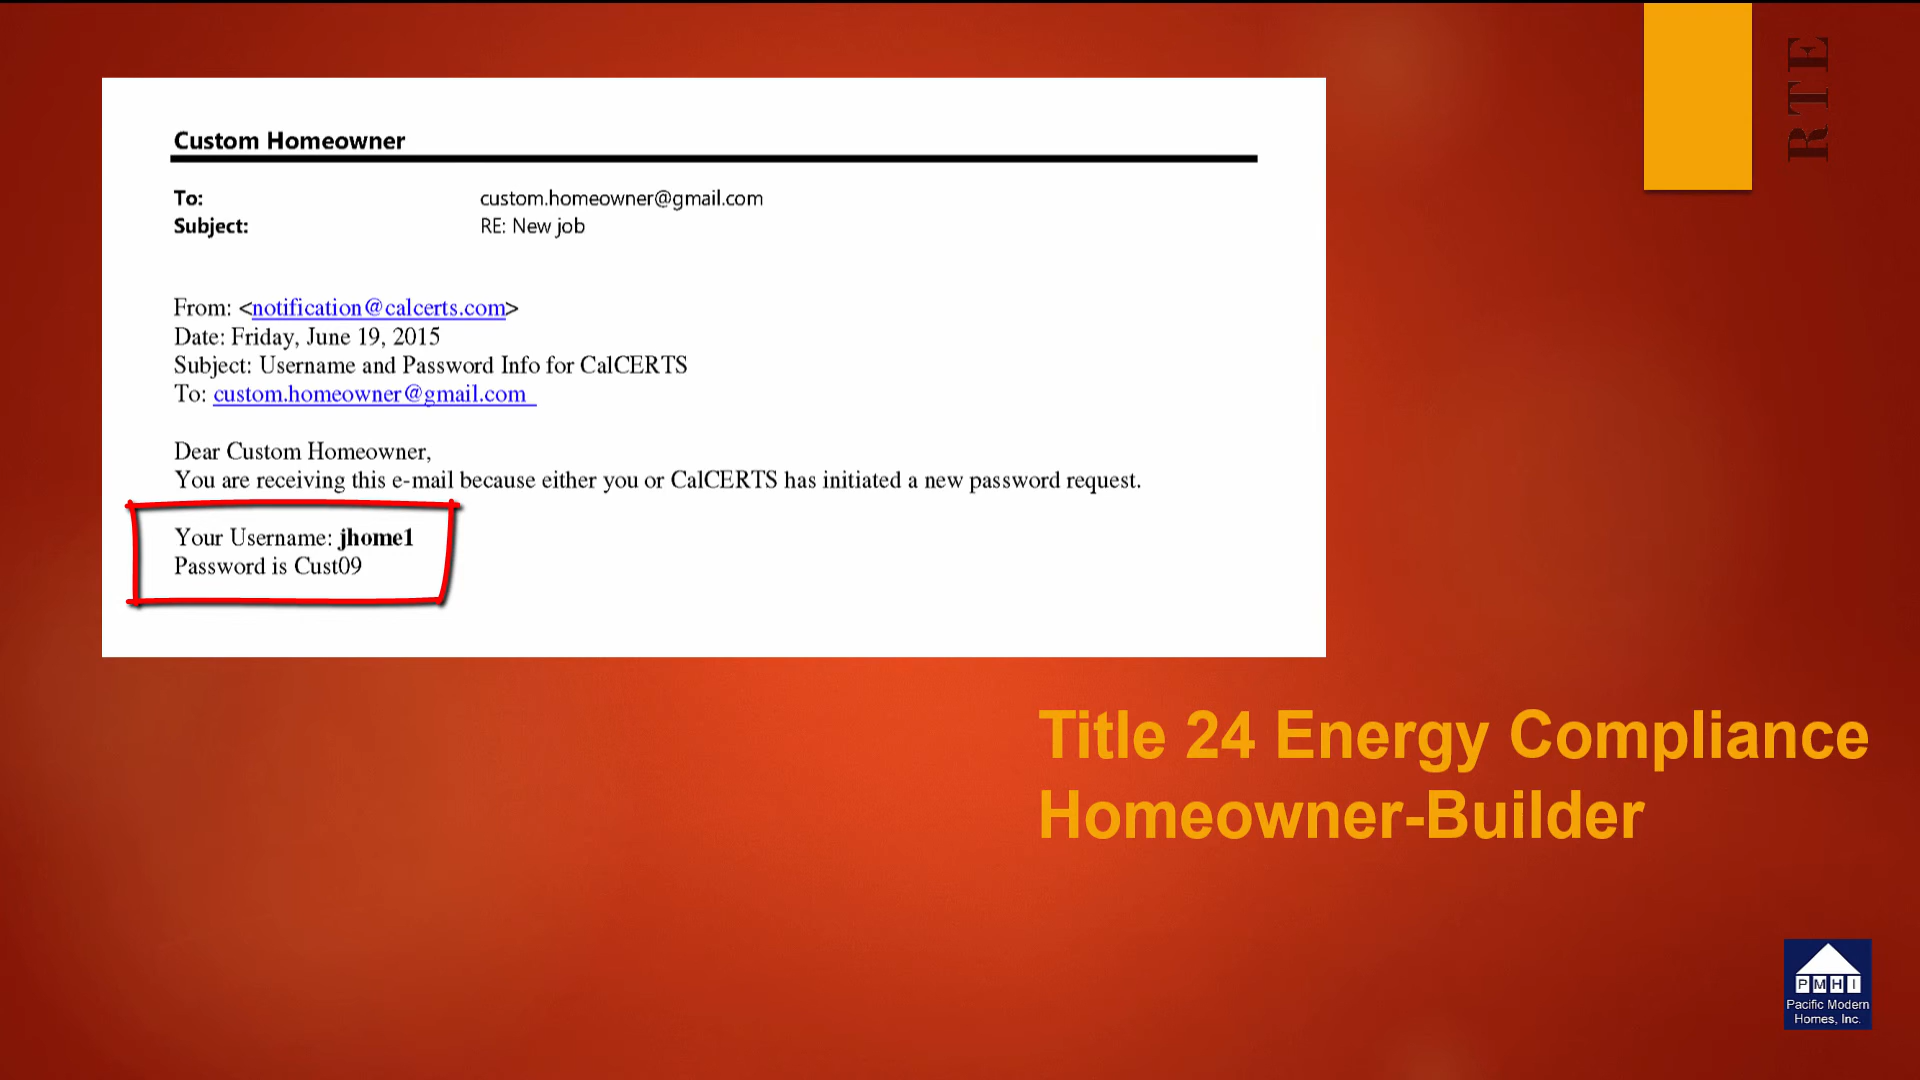 RTE
Custom Homeowner
To: custom.homeowner@gmail.com
Subject: RE: New job
From: <notification@calcerts.com>
Date: Friday, June 19, 2015
Subject: Username and Password Info for CalCERTS
To: custom.homeowner@gmail.com
Dear Custom Homeowner,
You are receiving this e-mail because either you or CalCERTS has initiated a new password request.
Your Username: jhome1
Password is Cust09
Title 24 Energy Compliance
Homeowner-Builder
PMHI
Pacific Modern
Homes, Inc.